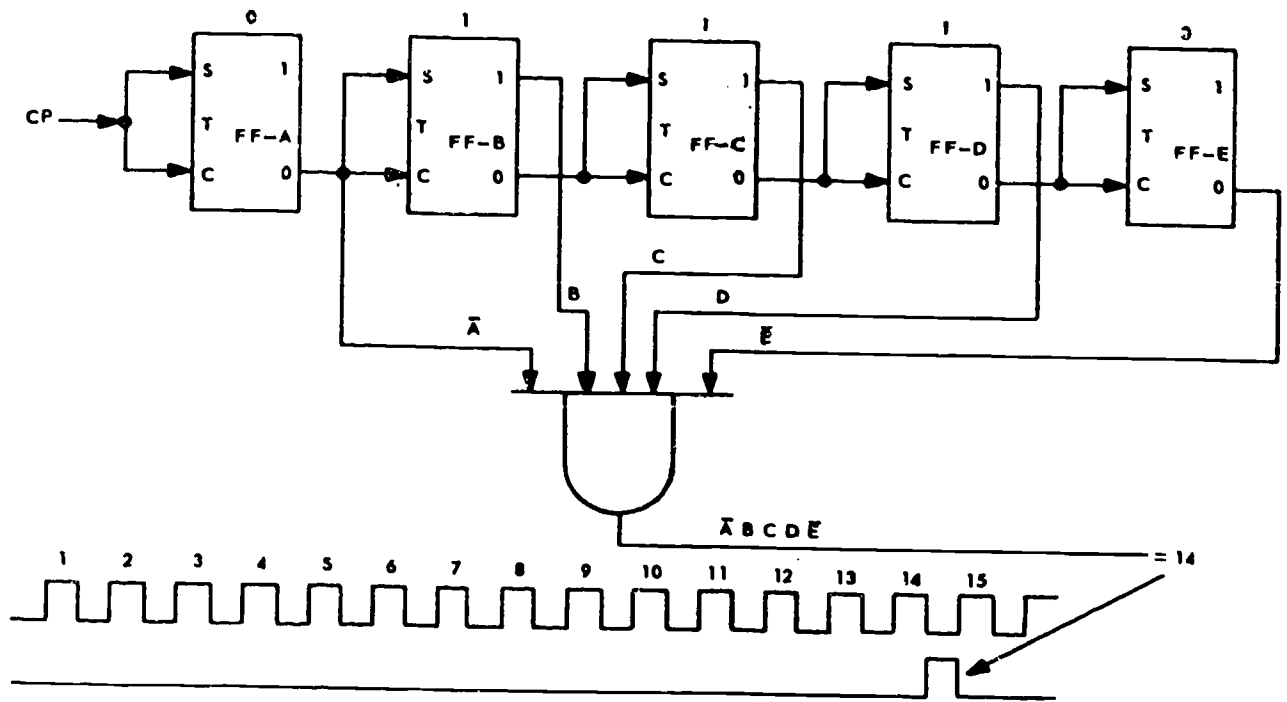 0 1 1 1 0
S 1 S 1 S 1 S 1 S 1
CP
T FF-A T FF-B T FF-C T FF-D T FF-E
C 0 C 0 C 0 C 0 C 0
C
B D
A̅ E̅
A̅ B C D E̅
= 14
1 2 3 4 5 6 7 8 9 10 11 12 13 14 15